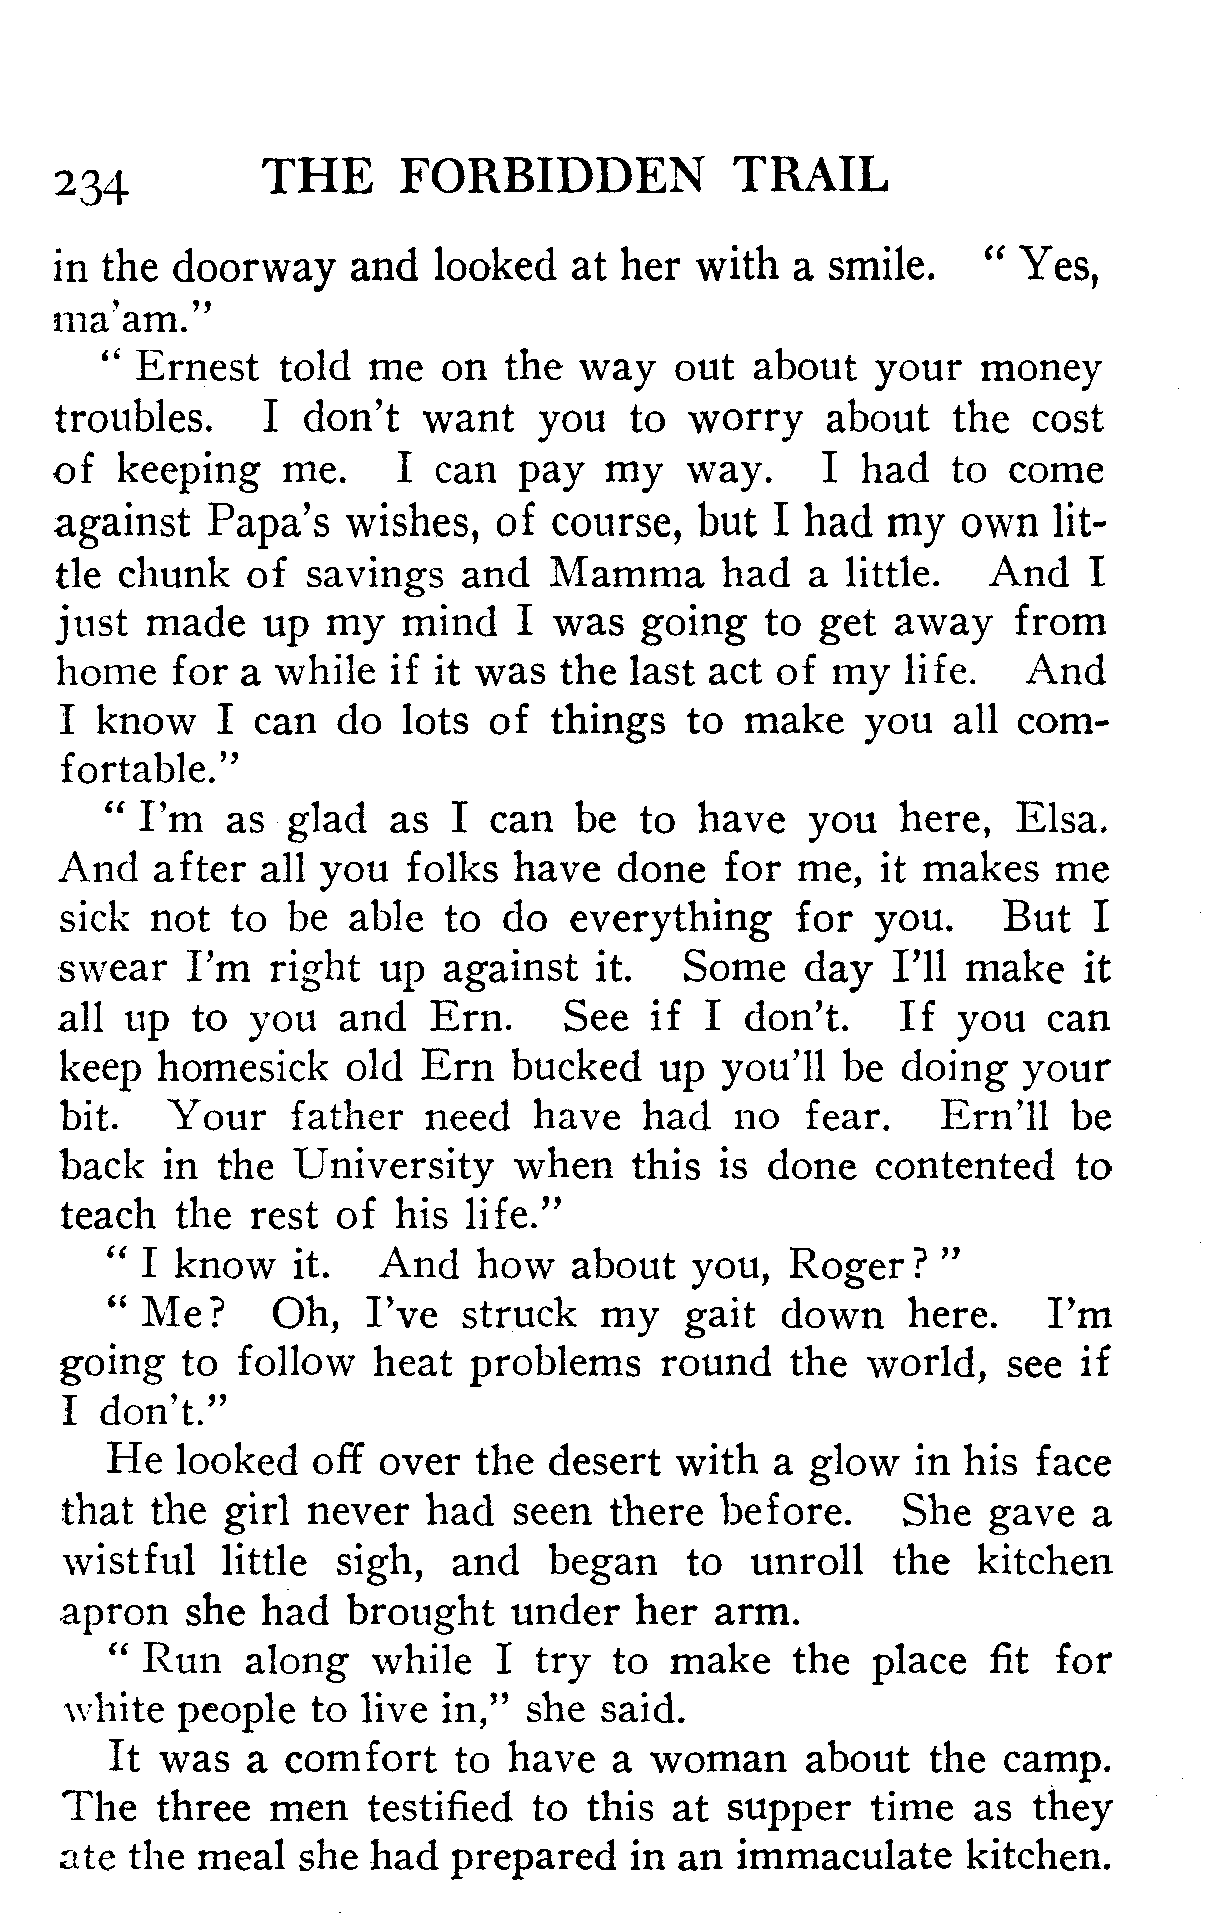 234 THE FORBIDDEN TRAIL
in the doorway and looked at her with a smile. “ Yes,
ma’am.”
“ Ernest told me on the way out about your money
troubles. I don’t want you to worry about the cost
of keeping me. I can pay my way. I had to come
against Papa’s wishes, of course, but I had my own lit-
tle chunk of savings and Mamma had a little. And I
just made up my mind I was going to get away from
home for a while if it was the last act of my life. And
I know I can do lots of things to make you all com-
fortable.”
“ I’m as glad as I can be to have you here, Elsa.
And after all you folks have done for me, it makes me
sick not to be able to do everything for you. But I
swear I’m right up against it. Some day I’ll make it
all up to you and Ern. See if I don’t. If you can
keep homesick old Ern bucked up you’ll be doing your
bit. Your father need have had no fear. Ern’ll be
back in the University when this is done contented to
teach the rest of his life.”
“ I know it. And how about you, Roger? ”
“ Me? Oh, I’ve struck my gait down here. I’m
going to follow heat problems round the world, see if
I don’t.”
He looked off over the desert with a glow in his face
that the girl never had seen there before. She gave a
wistful little sigh, and began to unroll the kitchen
apron she had brought under her arm.
“ Run along while I try to make the place fit for
white people to live in,” she said.
It was a comfort to have a woman about the camp.
The three men testified to this at supper time as they
ate the meal she had prepared in an immaculate kitchen.